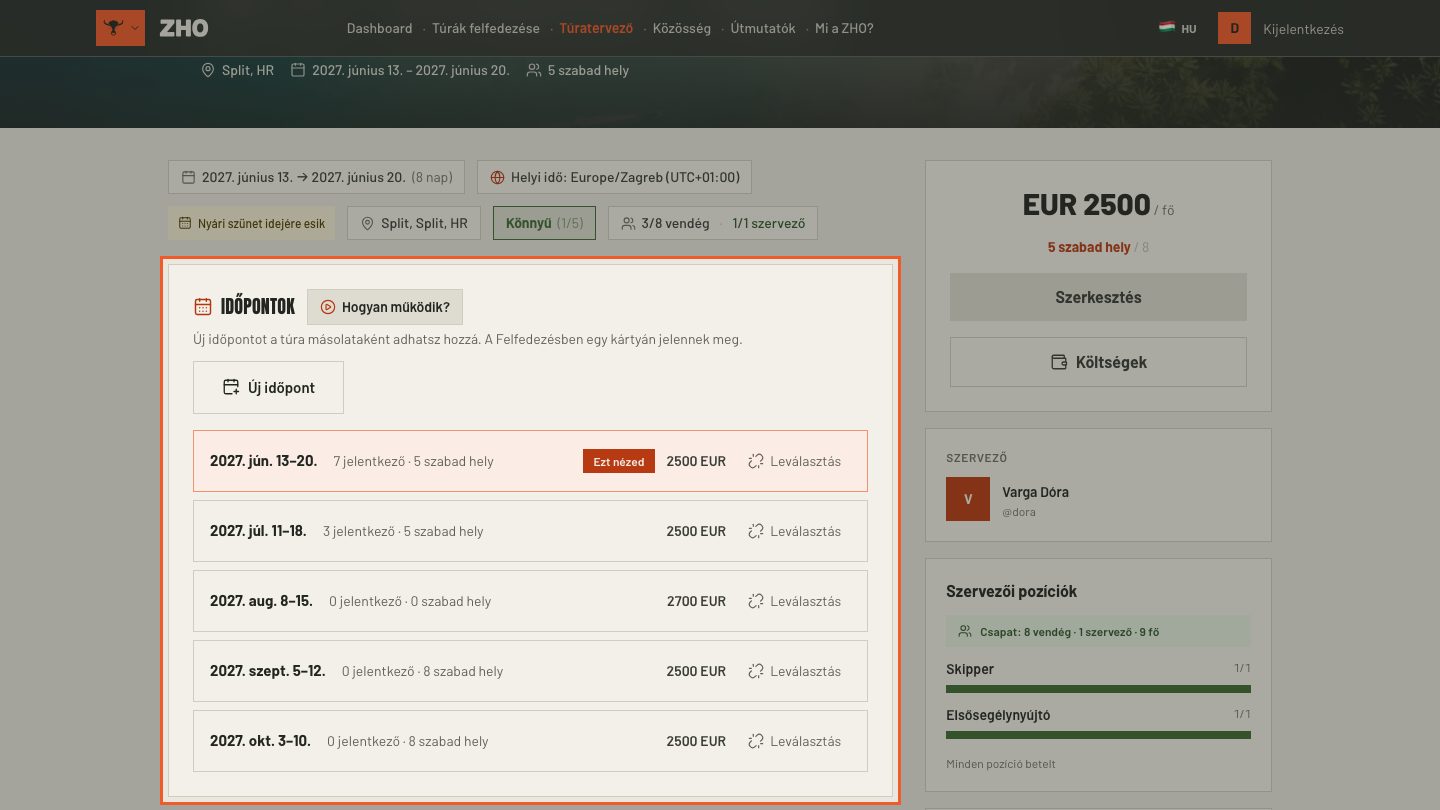 ZHO
Dashboard · Túrák felfedezése · Túratervező · Közösség · Útmutatók · Mi a ZHO?
HU
D
Kijelentkezés
Split, HR
2027. június 13. – 2027. június 20.
5 szabad hely
2027. június 13. → 2027. június 20. (8 nap)
Helyi idő: Europe/Zagreb (UTC+01:00)
Nyári szünet idejére esik
Split, Split, HR
Könnyű (1/5)
3/8 vendég · 1/1 szervező
IDŐPONTOK
Hogyan működik?
Új időpontot a túra másolataként adhatsz hozzá. A Felfedezésben egy kártyán jelennek meg.
Új időpont
2027. jún. 13–20. 7 jelentkező · 5 szabad hely Ezt nézed 2500 EUR Leválasztás
2027. júl. 11–18. 3 jelentkező · 5 szabad hely 2500 EUR Leválasztás
2027. aug. 8–15. 0 jelentkező · 0 szabad hely 2700 EUR Leválasztás
2027. szept. 5–12. 0 jelentkező · 8 szabad hely 2500 EUR Leválasztás
2027. okt. 3–10. 0 jelentkező · 8 szabad hely 2500 EUR Leválasztás
EUR 2500 / fő
5 szabad hely / 8
Szerkesztés
Költségek
SZERVEZŐ
V
Varga Dóra
@dora
Szervezői pozíciók
Csapat: 8 vendég · 1 szervező · 9 fő
Skipper 1/1
Elsősegélynyújtó 1/1
Minden pozíció betelt